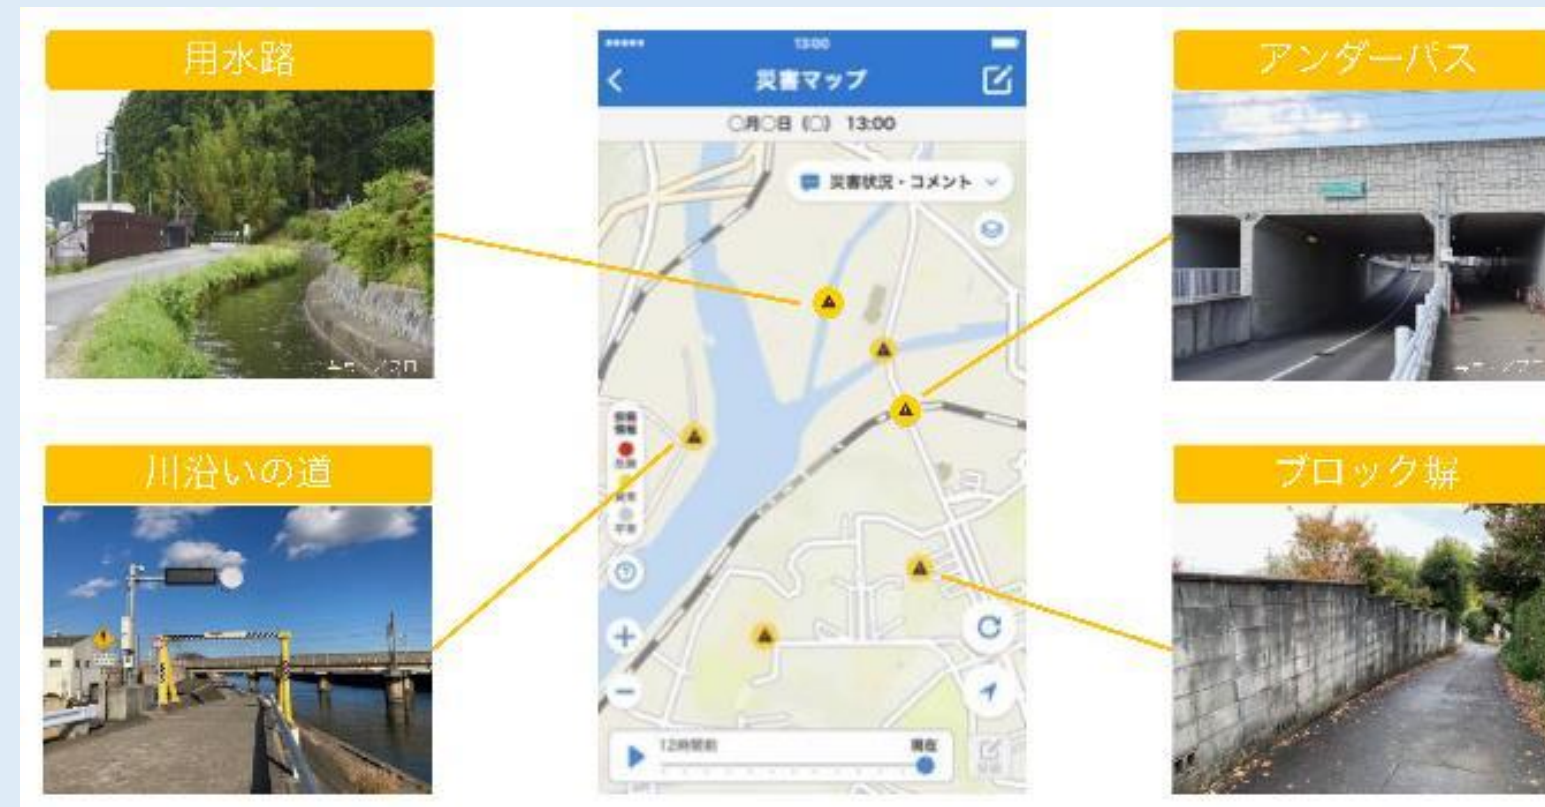 用水路
アンダーパス
13:00
災害マップ
〇月〇日 (〇) 13:00
災害状況・コメント
川沿いの道
ブロック塀
12時間前
現在